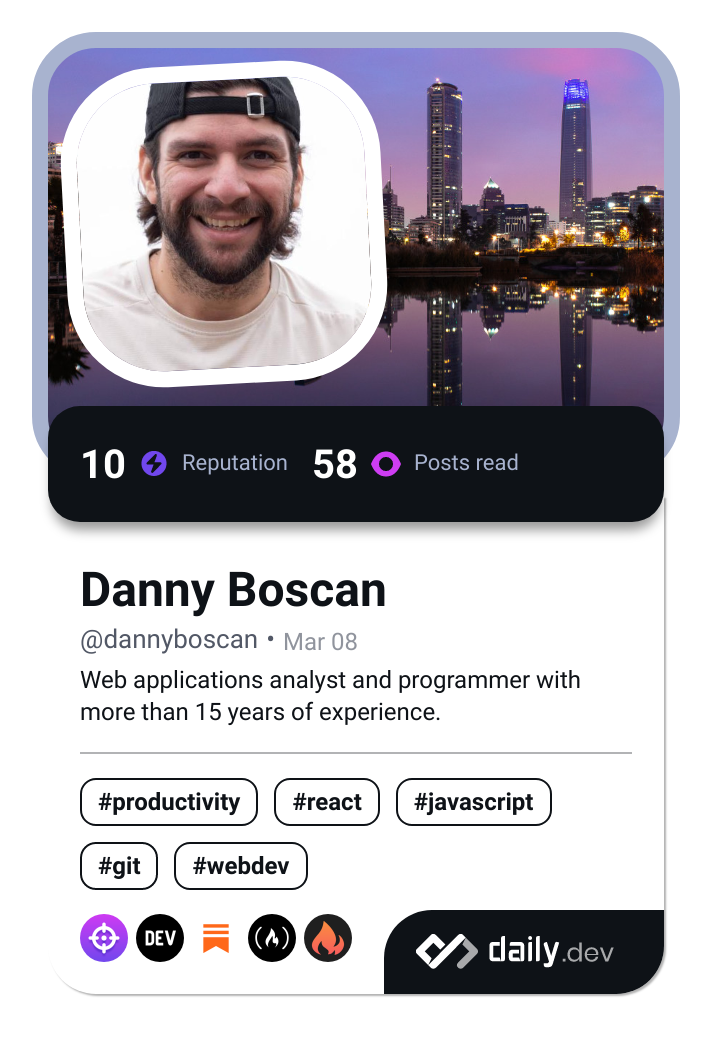 10 Reputation 58 Posts read
Danny Boscan
@dannyboscan • Mar 08
Web applications analyst and programmer with
more than 15 years of experience.
#productivity #react #javascript
#git #webdev
DEV
daily.dev